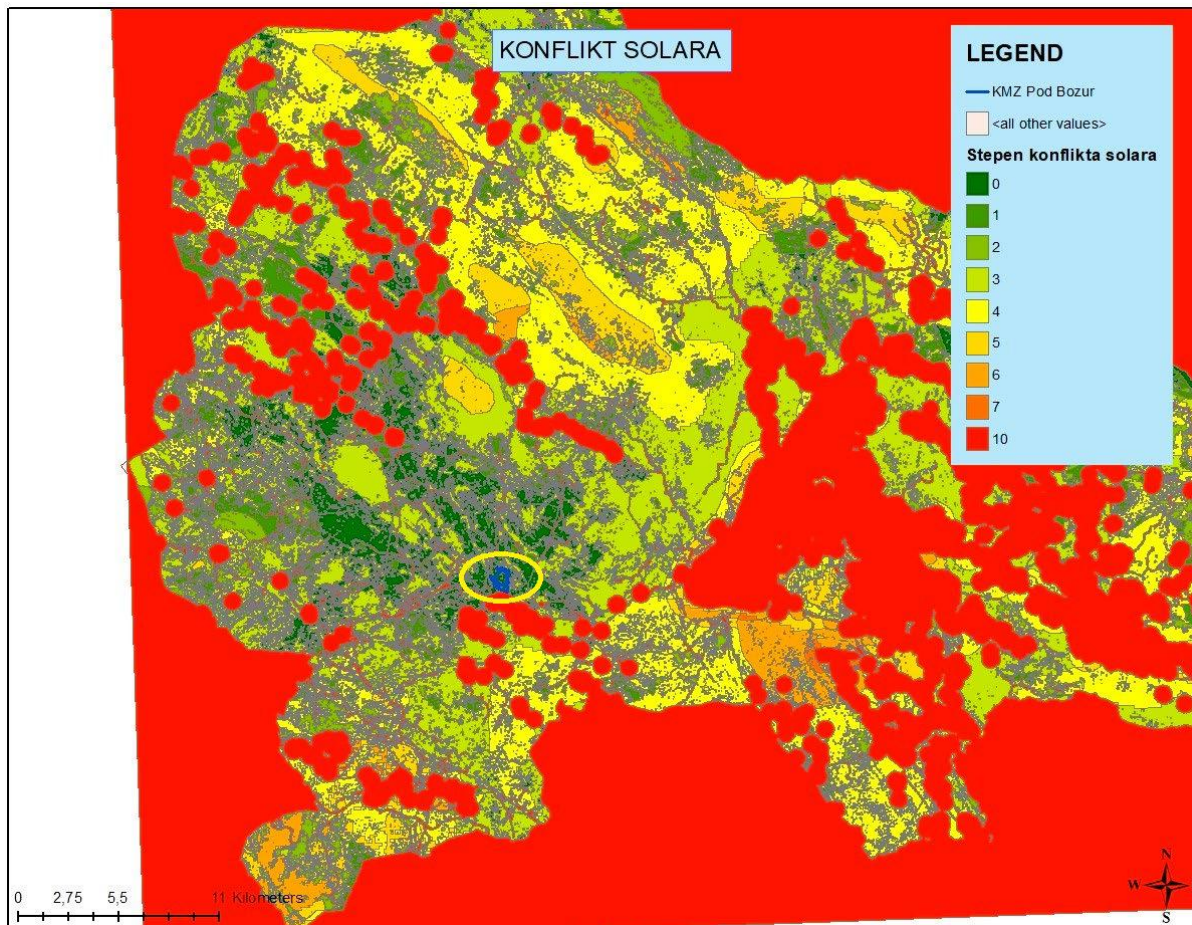 KONFLIKT SOLARA
LEGEND
KMZ Pod Bozur
<all other values>
Stepen konflikta solara
0
1
2
3
4
5
6
7
10
0 2,75 5,5 11 Kilometers
N
W
S